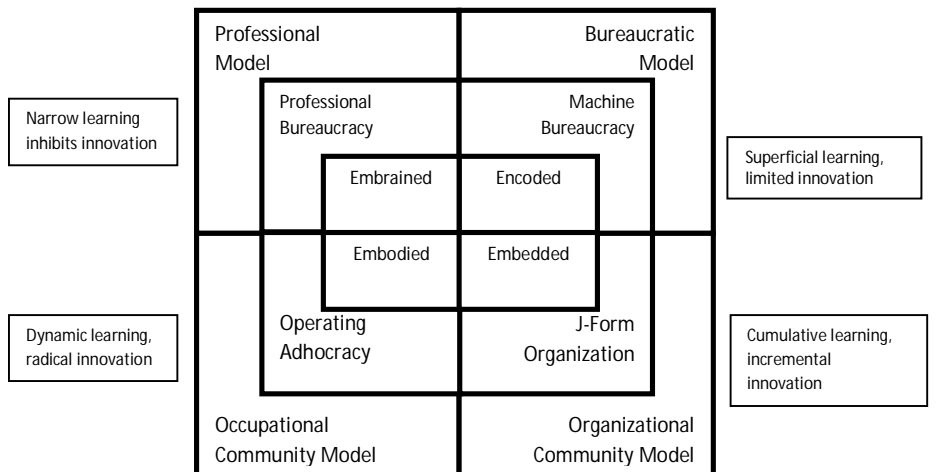 Professional
Model
Bureaucratic
Model
Professional
Bureaucracy
Machine
Bureaucracy
Narrow learning
inhibits innovation
Superficial learning,
limited innovation
Embrained
Encoded
Embodied
Embedded
Operating
Adhocracy
J-Form
Organization
Dynamic learning,
radical innovation
Cumulative learning,
incremental
innovation
Occupational
Community Model
Organizational
Community Model